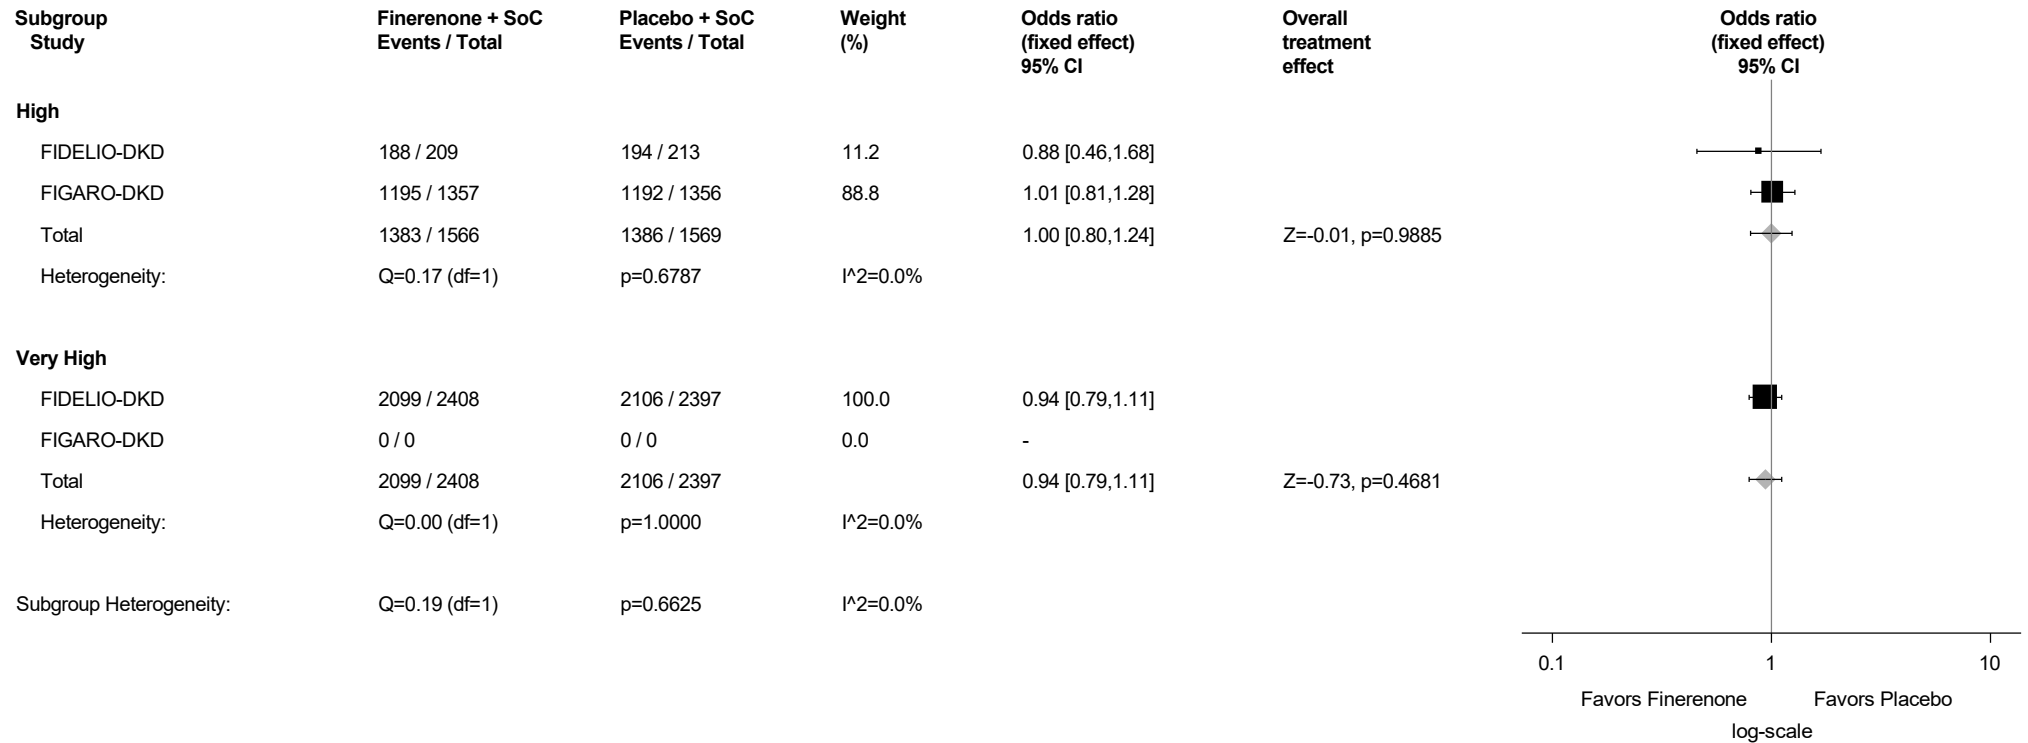 Subgroup Finerenone + SoC Placebo + SoC Weight Odds ratio Overall Odds ratio
Study Events / Total Events / Total (%) (fixed effect) treatment (fixed effect)
95% CI effect 95% CI
High
FIDELIO-DKD 188 / 209 194 / 213 11.2 0.88 [0.46,1.68]
FIGARO-DKD 1195 / 1357 1192 / 1356 88.8 1.01 [0.81,1.28]
Total 1383 / 1566 1386 / 1569 1.00 [0.80,1.24] Z=-0.01, p=0.9885
Heterogeneity: Q=0.17 (df=1) p=0.6787 I^2=0.0%
Very High
FIDELIO-DKD 2099 / 2408 2106 / 2397 100.0 0.94 [0.79,1.11]
FIGARO-DKD 0 / 0 0 / 0 0.0 -
Total 2099 / 2408 2106 / 2397 0.94 [0.79,1.11] Z=-0.73, p=0.4681
Heterogeneity: Q=0.00 (df=1) p=1.0000 I^2=0.0%
Subgroup Heterogeneity: Q=0.19 (df=1) p=0.6625 I^2=0.0%
0.1 1 10
Favors Finerenone Favors Placebo
log-scale